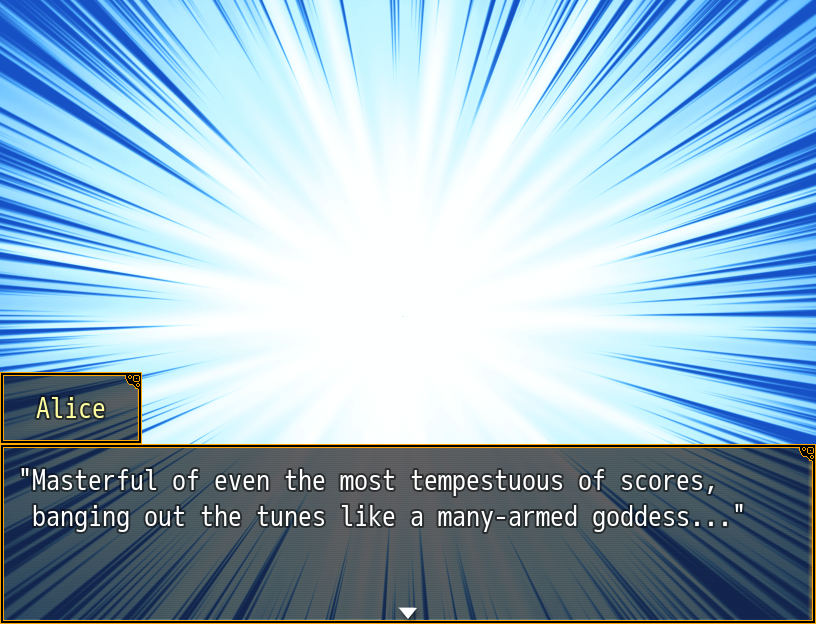 Alice
"Masterful of even the most tempestuous of scores,
banging out the tunes like a many-armed goddess..."